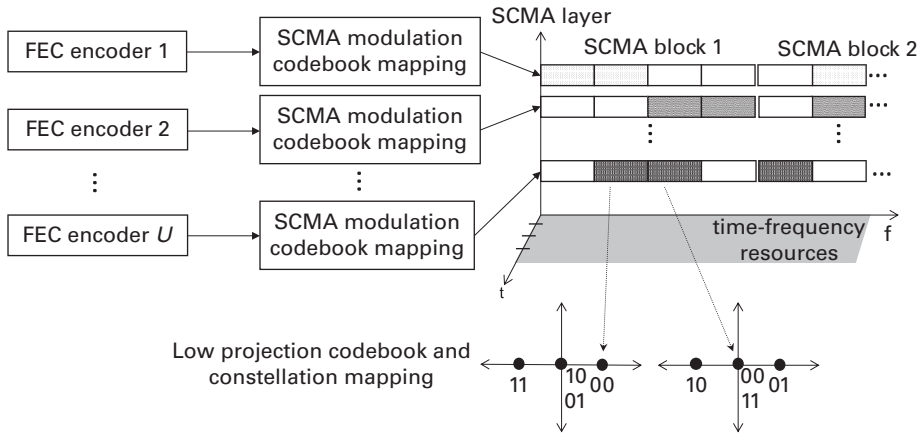 SCMA layer
FEC encoder 1
SCMA modulation
codebook mapping
SCMA block 1
SCMA block 2
...
FEC encoder 2
SCMA modulation
codebook mapping
...
⋮
⋮
⋮
⋮
FEC encoder U
SCMA modulation
codebook mapping
...
time-frequency
resources
f
t
Low projection codebook and
constellation mapping
11
10
01
00
10
00
11
01